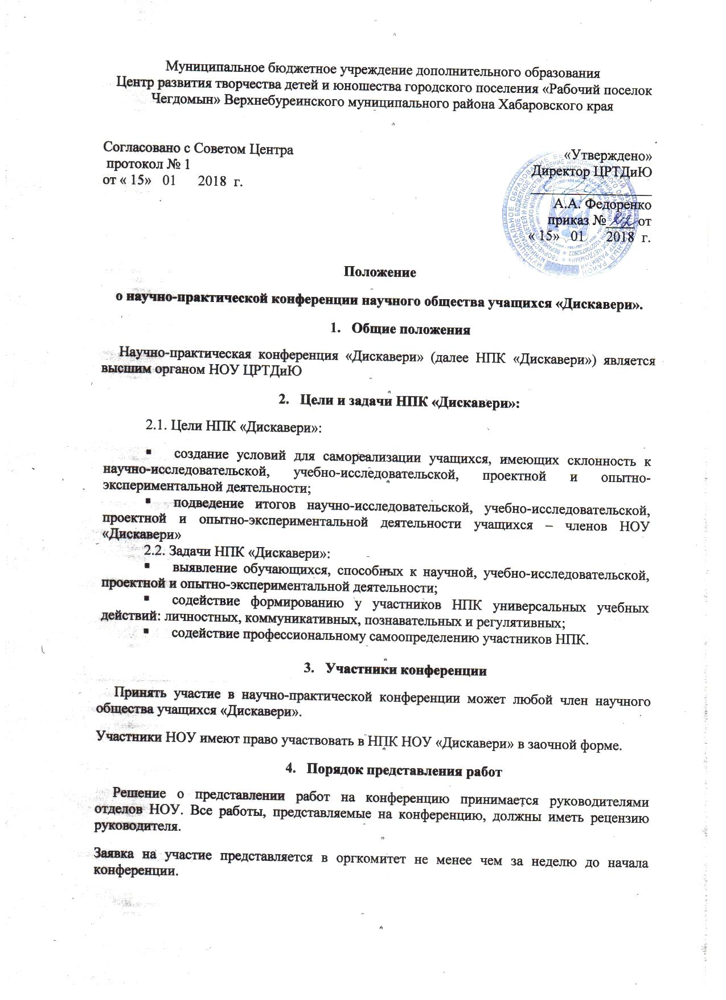 Муниципальное бюджетное учреждение дополнительного образования
Центр развития творчества детей и юношества городского поселения «Рабочий поселок
Чегдомын» Верхнебуреинского муниципального района Хабаровского края
Согласовано с Советом Центра
протокол № 1
от « 15» 01 2018 г.
«Утверждено»
Директор ЦРТДиЮ
А.А. Федоренко
приказ № от
« 15» 01 2018 г.
Положение
о научно-практической конференции научного общества учащихся «Дискавери».
1. Общие положения
Научно-практическая конференция «Дискавери» (далее НПК «Дискавери») является
высшим органом НОУ ЦРТДиЮ
2. Цели и задачи НПК «Дискавери»:
2.1. Цели НПК «Дискавери»:
▪ создание условий для самореализации учащихся, имеющих склонность к
научно-исследовательской, учебно-исследовательской, проектной и опытно-
экспериментальной деятельности;
▪ подведение итогов научно-исследовательской, учебно-исследовательской,
проектной и опытно-экспериментальной деятельности учащихся – членов НОУ
«Дискавери»
2.2. Задачи НПК «Дискавери»:
▪ выявление обучающихся, способных к научной, учебно-исследовательской,
проектной и опытно-экспериментальной деятельности;
▪ содействие формированию у участников НПК универсальных учебных
действий: личностных, коммуникативных, познавательных и регулятивных;
▪ содействие профессиональному самоопределению участников НПК.
3. Участники конференции
Принять участие в научно-практической конференции может любой член научного
общества учащихся «Дискавери».
Участники НОУ имеют право участвовать в НПК НОУ «Дискавери» в заочной форме.
4. Порядок представления работ
Решение о представлении работ на конференцию принимается руководителями
отделов НОУ. Все работы, представляемые на конференцию, должны иметь рецензию
руководителя.
Заявка на участие представляется в оргкомитет не менее чем за неделю до начала
конференции.